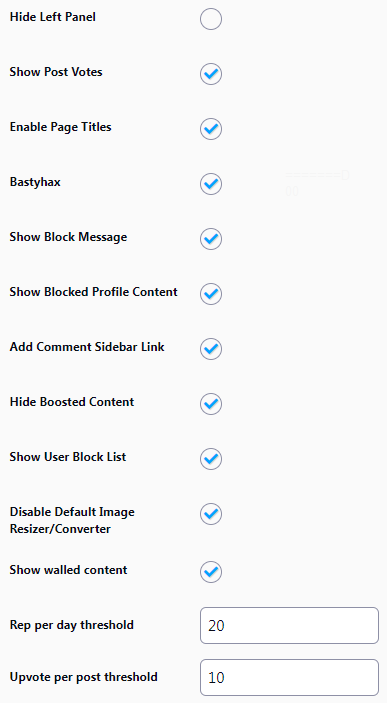 Hide Left Panel
Show Post Votes
Enable Page Titles
Bastyhax
Show Block Message
Show Blocked Profile Content
Add Comment Sidebar Link
Hide Boosted Content
Show User Block List
Disable Default Image
Resizer/Converter
Show walled content
Rep per day threshold
20
Upvote per post threshold
10